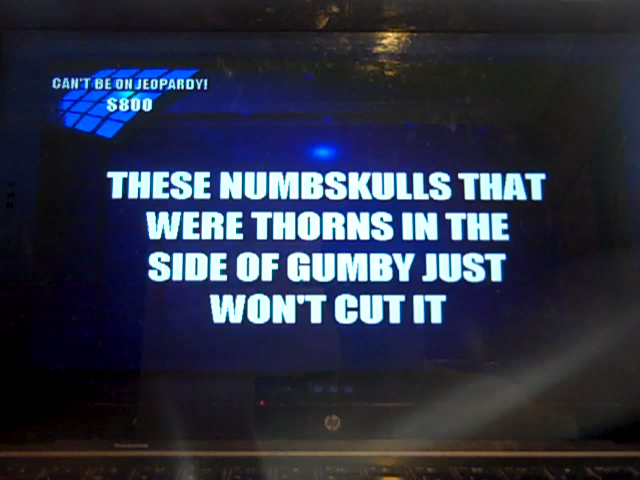 CAN'T BE ON JEOPARDY!
$800
THESE NUMBSKULLS THAT
WERE THORNS IN THE
SIDE OF GUMBY JUST
WON'T CUT IT
hp